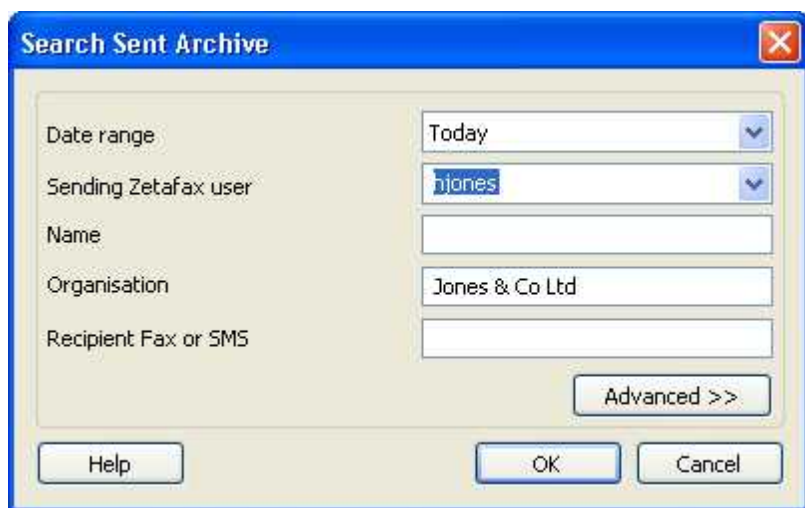 Search Sent Archive
Date range Today
Sending Zetafax user hjones
Name
Organisation Jones & Co Ltd
Recipient Fax or SMS
Advanced >>
Help OK Cancel